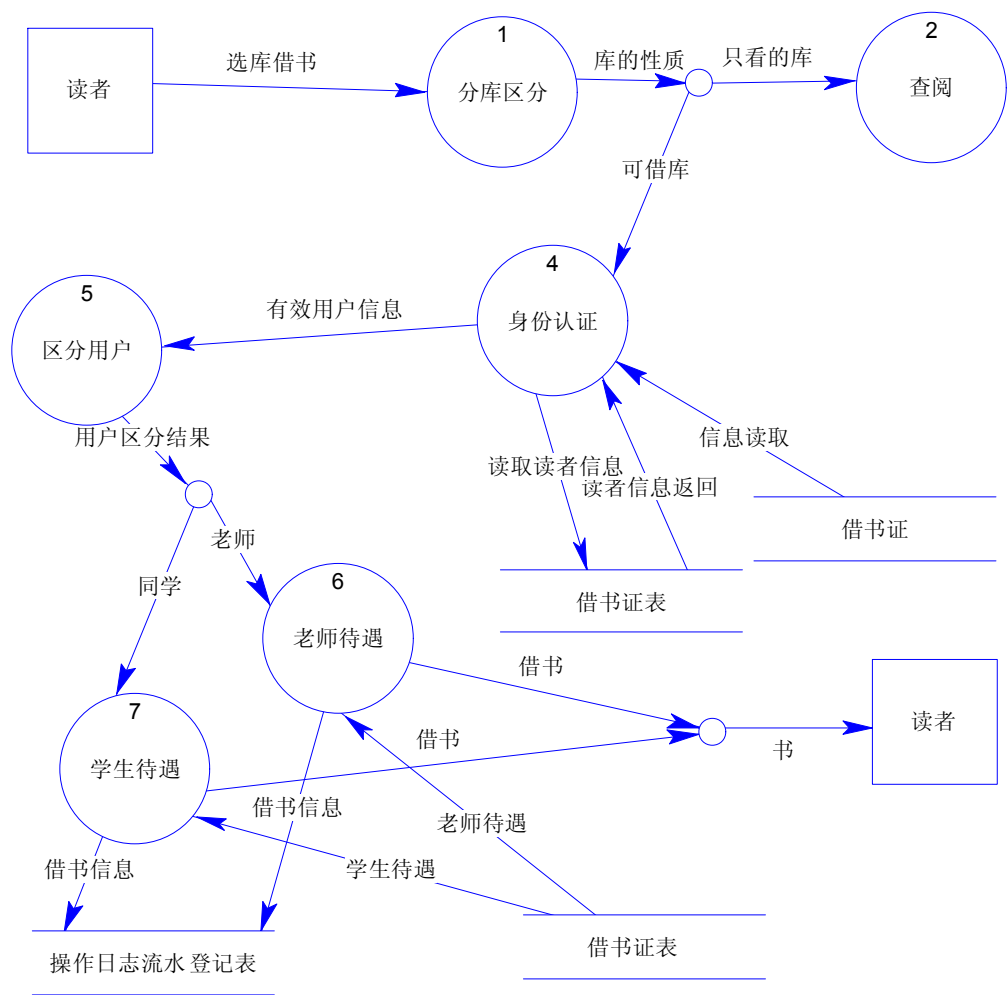 读者
选库借书
1
分库区分
库的性质
只看的库
2
查阅
可借库
4
身份认证
有效用户信息
5
区分用户
用户区分结果
读取读者信息
读者信息返回
信息读取
借书证
借书证表
老师
同学
6
老师待遇
借书
7
学生待遇
借书
书
读者
借书信息
借书信息
老师待遇
学生待遇
操作日志流水 登记表
借书证表